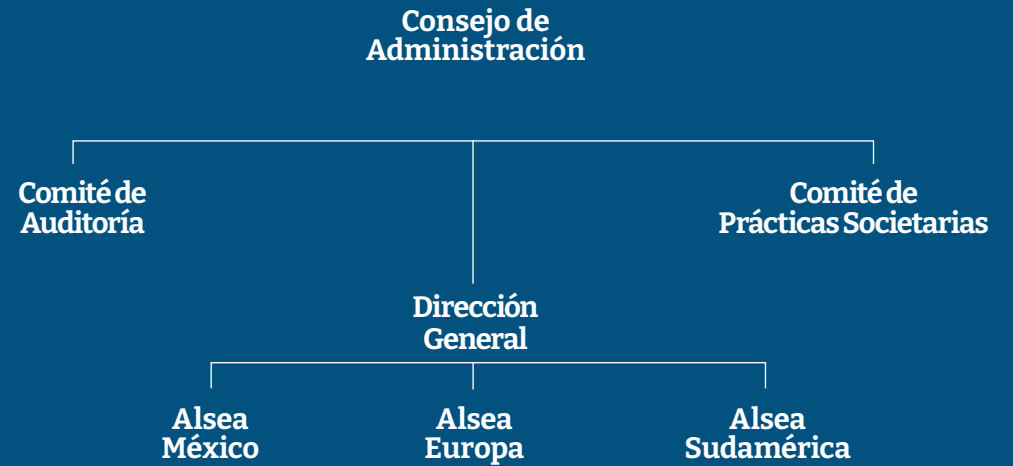 Consejo de
Administración
Comité de
Auditoría
Comité de
Prácticas Societarias
Dirección
General
Alsea
México
Alsea
Europa
Alsea
Sudamérica